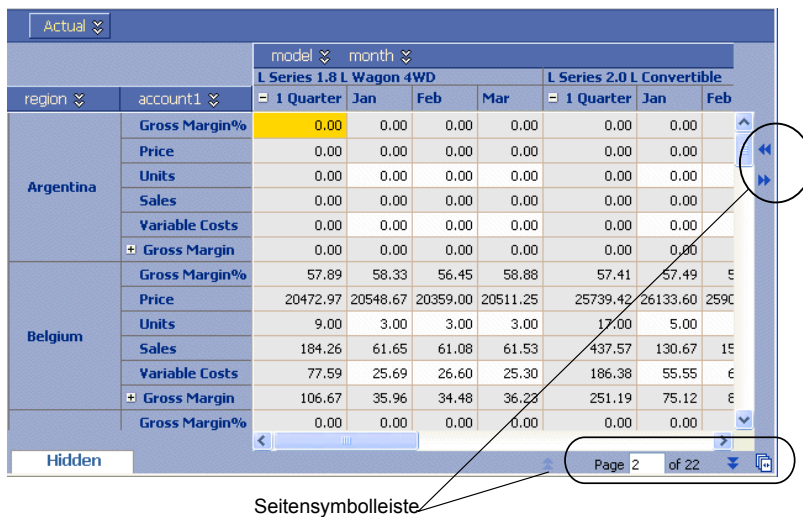 Actual
model month
L Series 1.8 L Wagon 4WD L Series 2.0 L Convertible
region account1 1 Quarter Jan Feb Mar 1 Quarter Jan Feb
Gross Margin% 0.00 0.00 0.00 0.00 0.00 0.00
Price 0.00 0.00 0.00 0.00 0.00 0.00
Units 0.00 0.00 0.00 0.00 0.00 0.00
Argentina
Sales 0.00 0.00 0.00 0.00 0.00 0.00
Variable Costs 0.00 0.00 0.00 0.00 0.00 0.00
Gross Margin 0.00 0.00 0.00 0.00 0.00 0.00
Gross Margin% 57.89 58.33 56.45 58.88 57.41 57.49 5
Price 20472.97 20548.67 20359.00 20511.25 25739.42 26133.60 2590
Units 9.00 3.00 3.00 3.00 17.00 5.00
Belgium
Sales 184.26 61.65 61.08 61.53 437.57 130.67 15
Variable Costs 77.59 25.69 26.60 25.30 186.38 55.55 6
Gross Margin 106.67 35.96 34.48 36.23 251.19 75.12 8
Gross Margin% 0.00 0.00 0.00 0.00 0.00 0.00
Hidden Page 2 of 22
Seitensymbolleiste